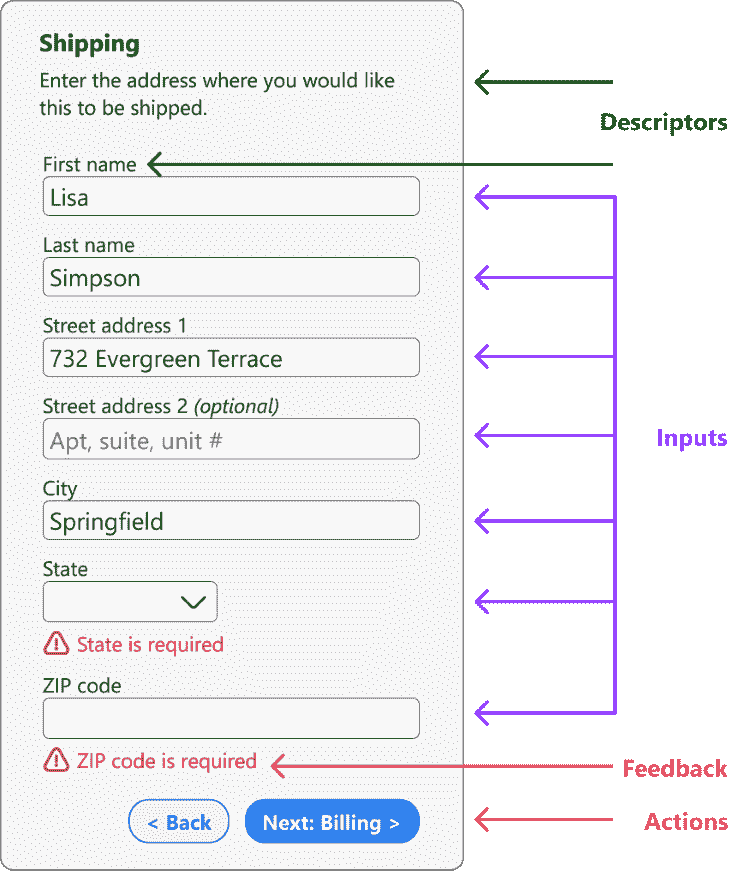 Shipping
Enter the address where you would like
this to be shipped.
Descriptors
First name
Lisa
Last name
Simpson
Street address 1
732 Evergreen Terrace
Street address 2 (optional)
Apt, suite, unit #
Inputs
City
Springfield
State
State is required
ZIP code
ZIP code is required
Feedback
< Back
Next: Billing >
Actions